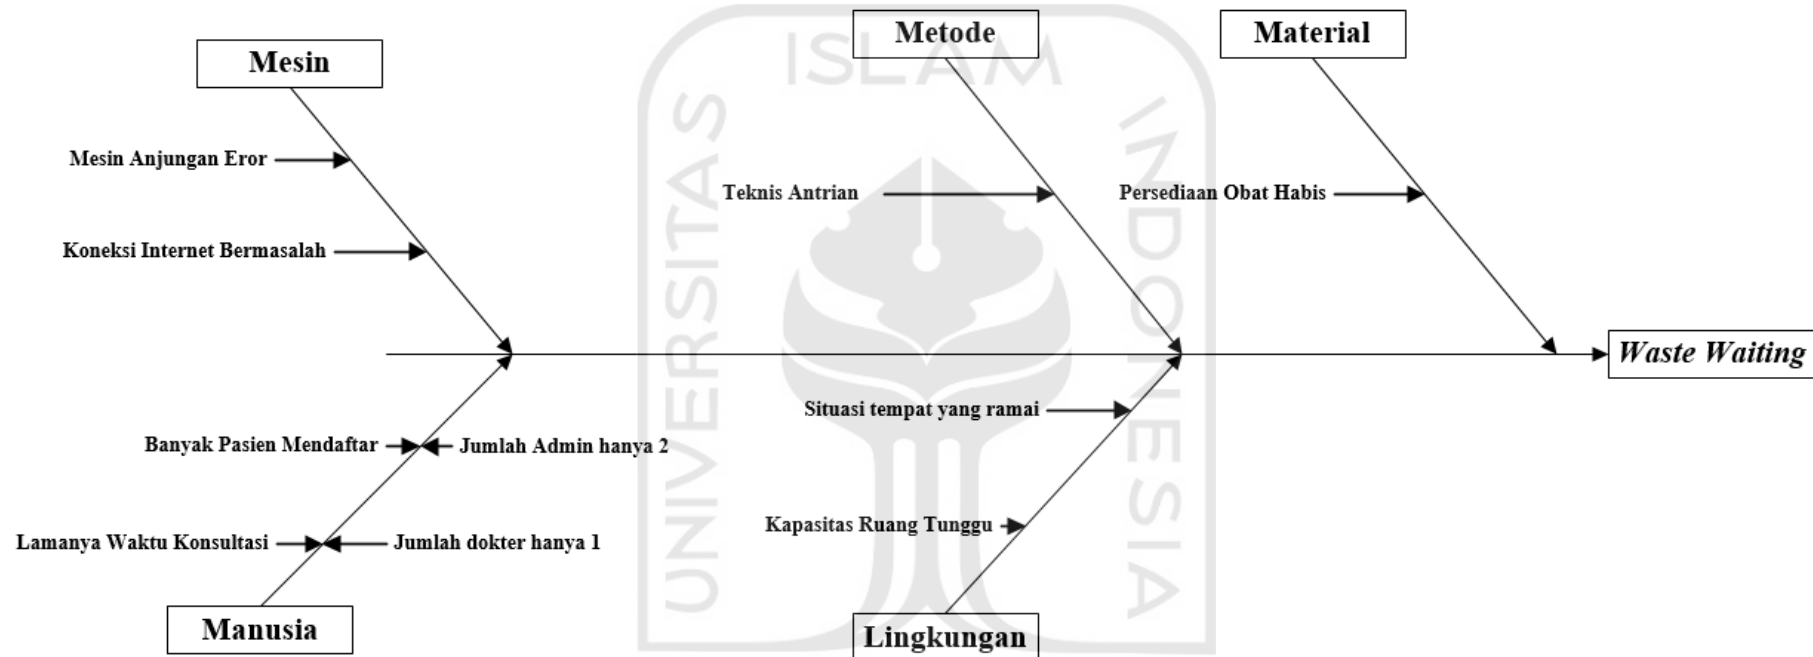 Mesin
Metode
Material
Mesin Anjungan Eror
Teknis Antrian
Persediaan Obat Habis
Koneksi Internet Bermasalah
Waste Waiting
Situasi tempat yang ramai
Banyak Pasien Mendaftar
Jumlah Admin hanya 2
Kapasitas Ruang Tunggu
Lamanya Waktu Konsultasi
Jumlah dokter hanya 1
Manusia
Lingkungan
UNIVERSITAS
ISLAM
INDONESIA